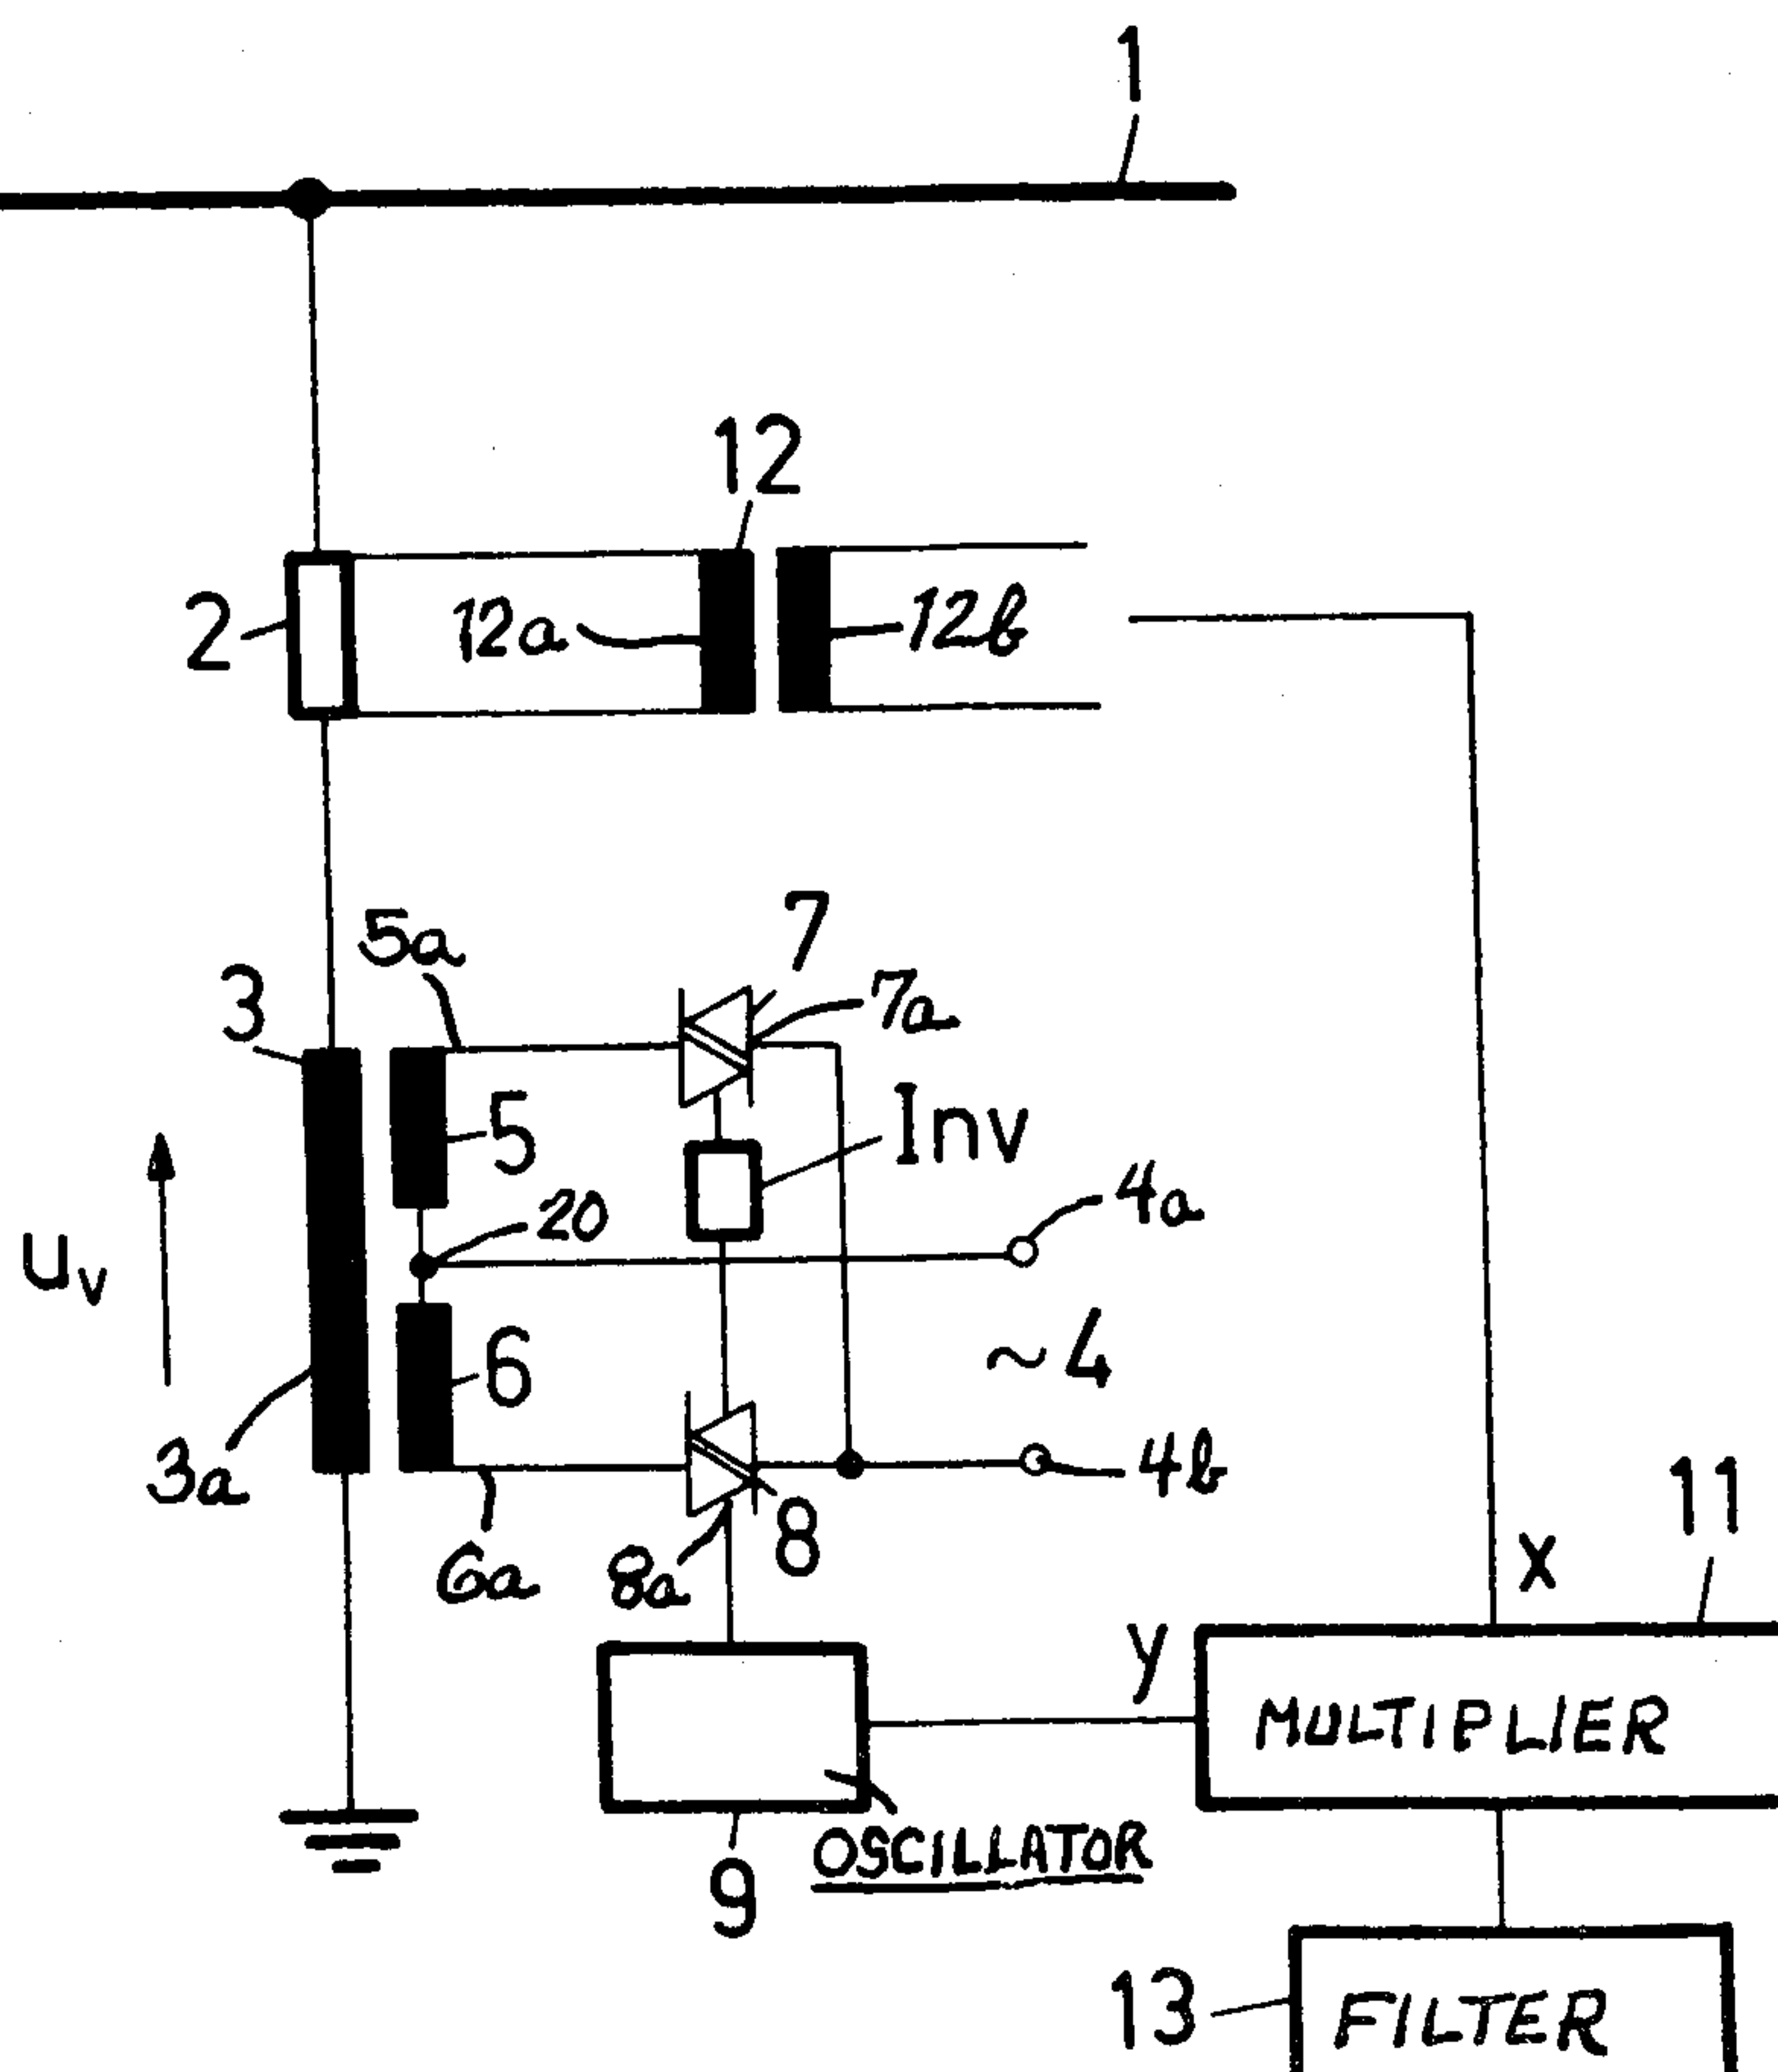 1
12
2
12a
12b
5a
7
7a
3
5
Inv
20
4a
uv
6
~4
3a
4b
11
6a
8a
8
x
y
MULTIPLIER
OSCILLATOR
9
13
FILTER